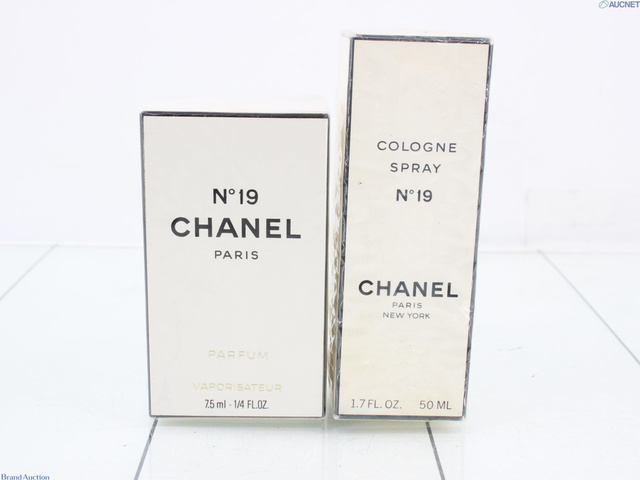 AUCNET
N°19
CHANEL
PARIS
PARFUM
VAPORISATEUR
7.5 ml - 1/4 FL.OZ.
COLOGNE
SPRAY
N°19
CHANEL
PARIS
NEW YORK
1.7 FL. OZ. 50 ML
Brand Auction